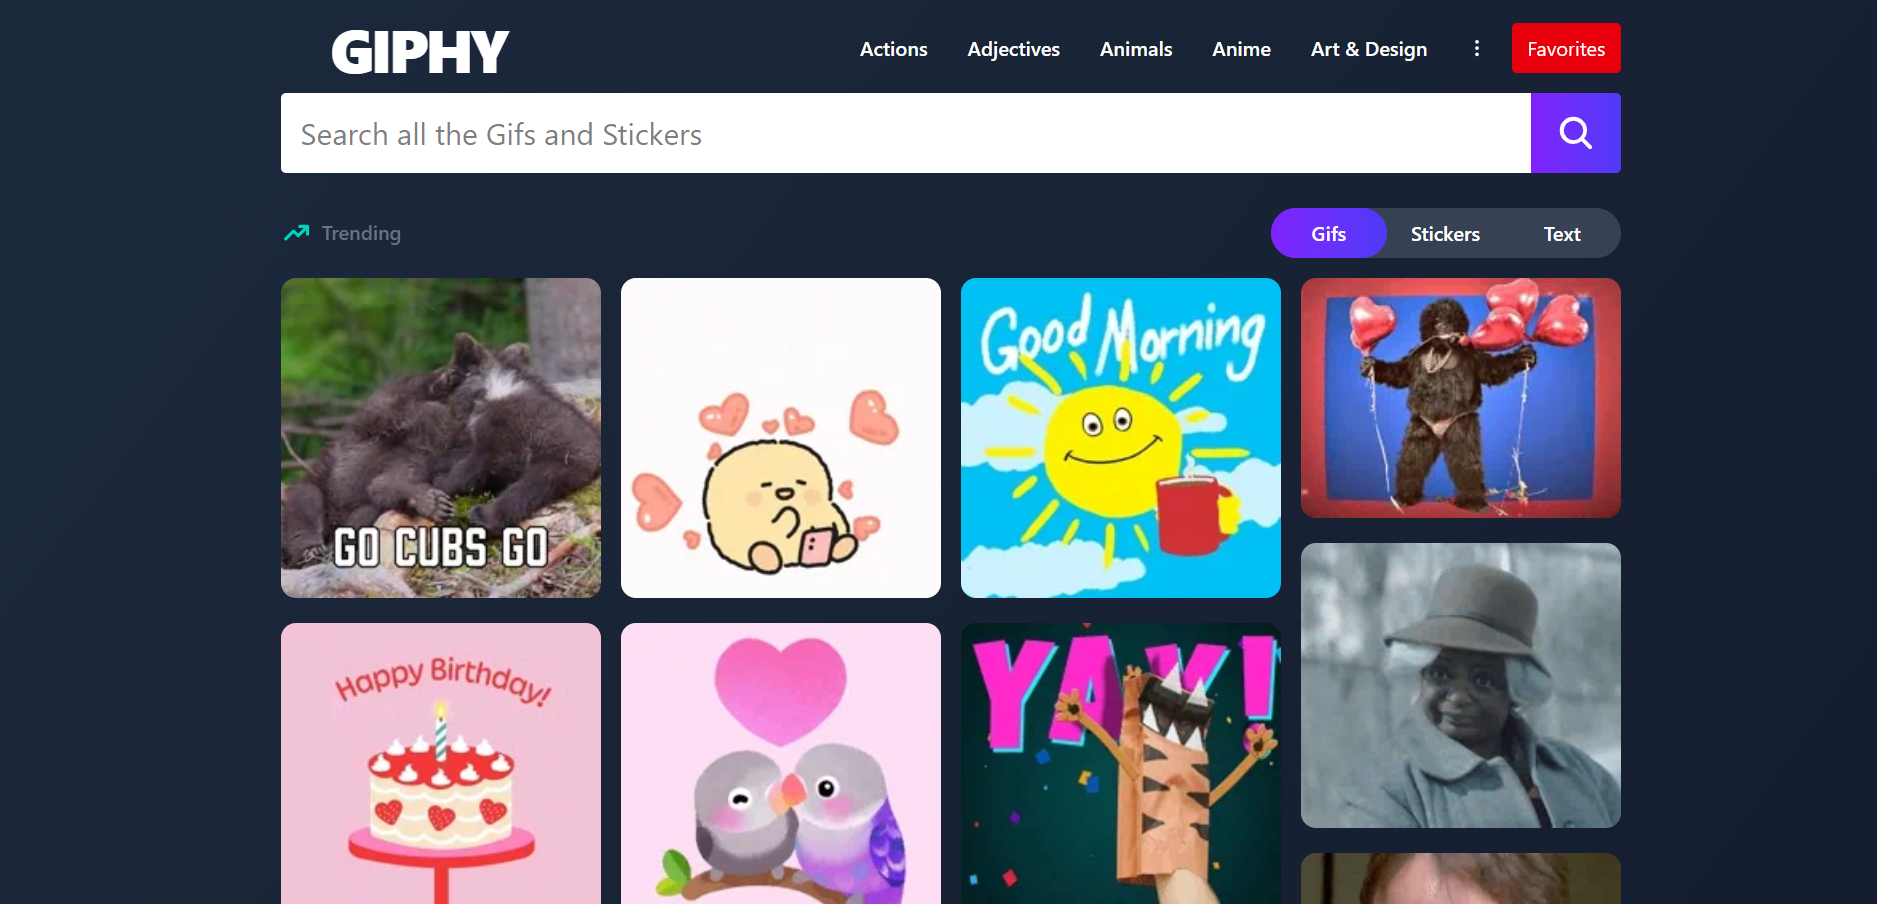 GIPHY
Actions
Adjectives
Animals
Anime
Art & Design
Favorites
Search all the Gifs and Stickers
Trending
Gifs
Stickers
Text
GO CUBS GO
Good Morning
Happy Birthday!
YAY!